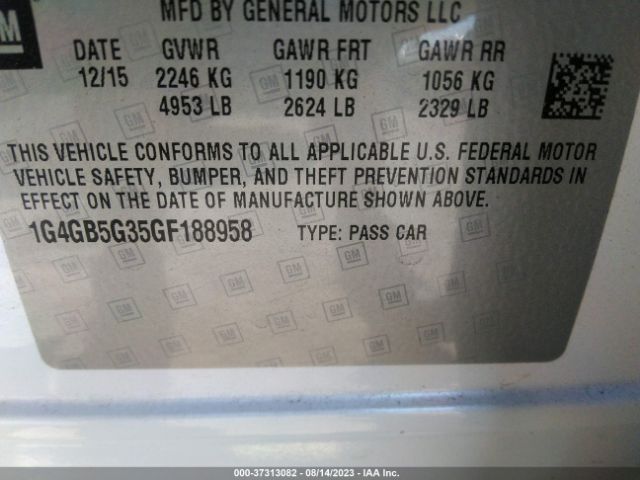 GM
MFD BY GENERAL MOTORS LLC
DATE GVWR GAWR FRT GAWR RR
12/15 2246 KG 1190 KG 1056 KG
4953 LB 2624 LB 2329 LB
THIS VEHICLE CONFORMS TO ALL APPLICABLE U.S. FEDERAL MOTOR
VEHICLE SAFETY, BUMPER, AND THEFT PREVENTION STANDARDS IN
EFFECT ON THE DATE OF MANUFACTURE SHOWN ABOVE.
1G4GB5G35GF188958 TYPE: PASS CAR
000-37313082 - 08/14/2023 - IAA Inc.